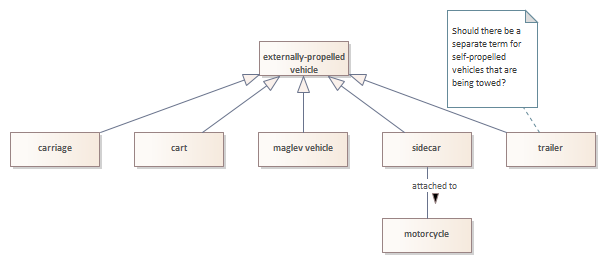 Should there be a
separate term for
self-propelled
vehicles that are
being towed?
externally-propelled
vehicle
carriage
cart
maglev vehicle
sidecar
trailer
attached to
motorcycle